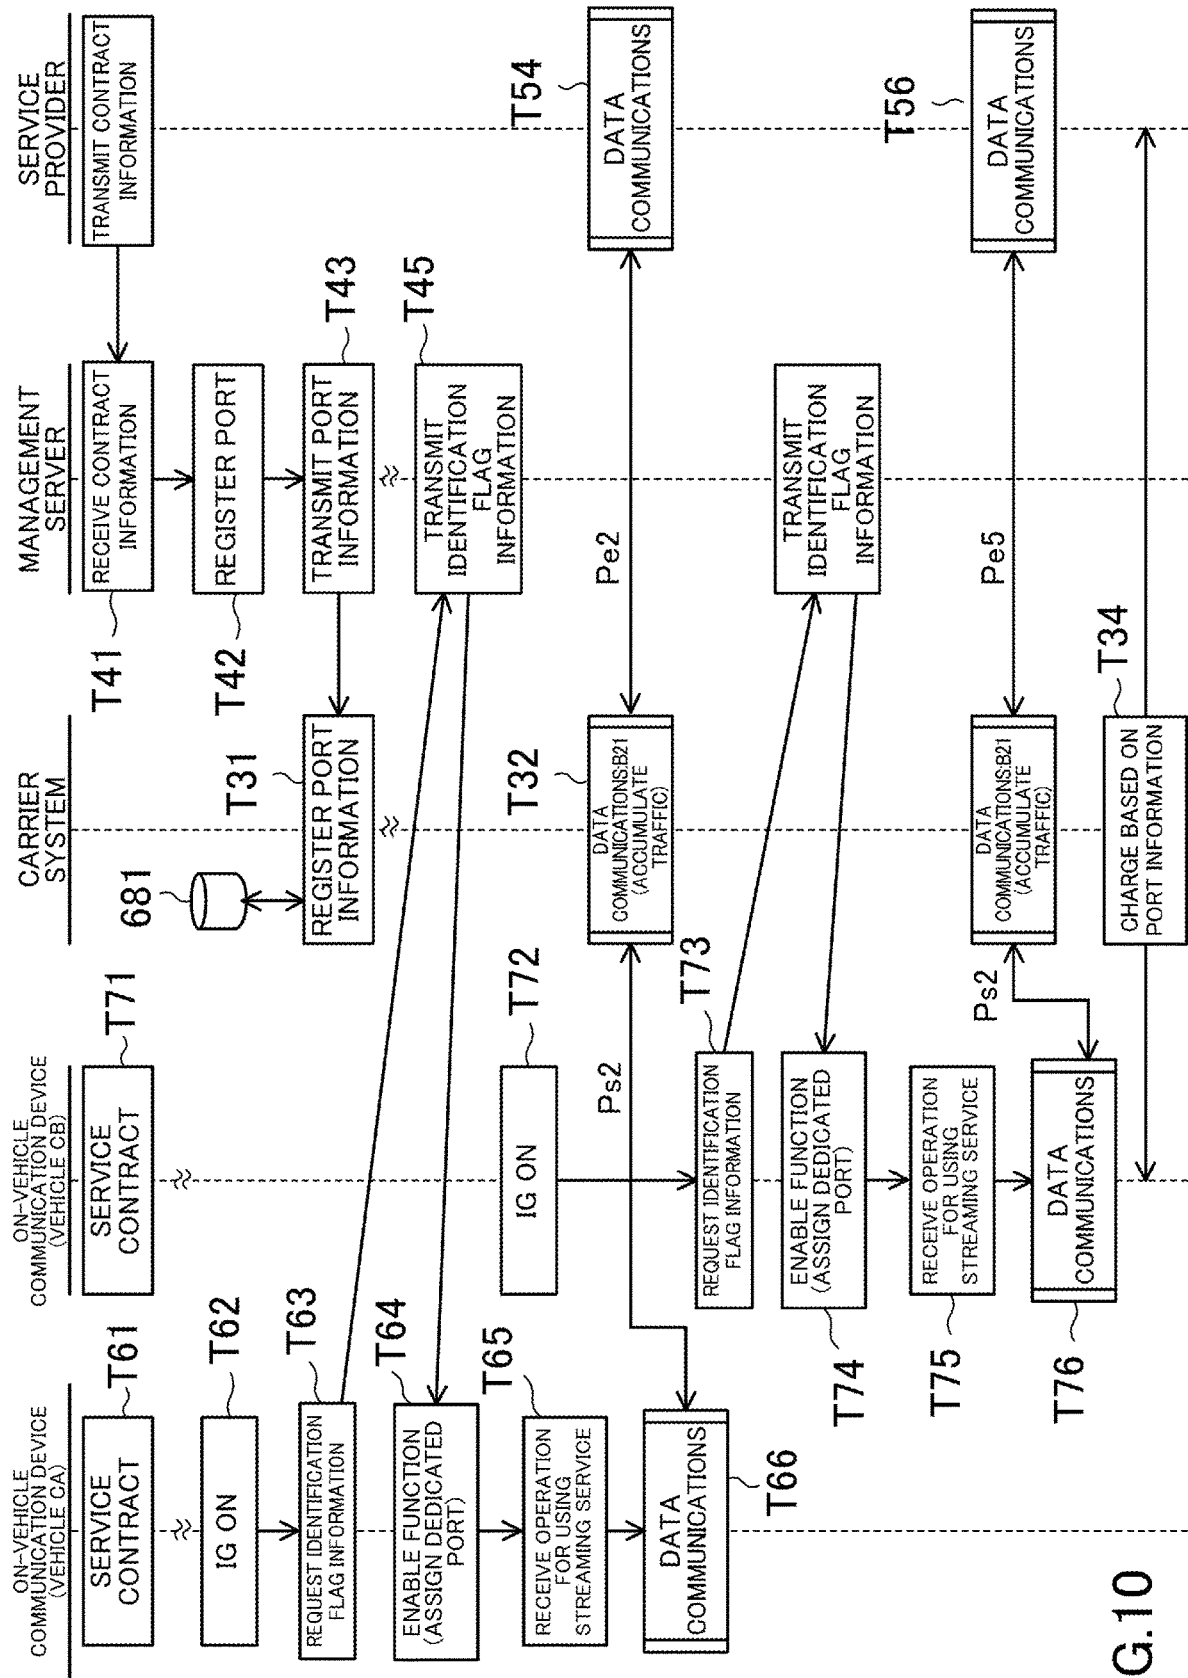 ON-VEHICLE
COMMUNICATION DEVICE
(VEHICLE CA)
ON-VEHICLE
COMMUNICATION DEVICE
(VEHICLE CB)
CARRIER
SYSTEM
MANAGEMENT
SERVER
SERVICE
PROVIDER
SERVICE
CONTRACT
T61
IG ON
T62
REQUEST IDENTIFICATION
FLAG INFORMATION
T63
ENABLE FUNCTION
(ASSIGN DEDICATED
PORT)
T64
RECEIVE OPERATION
FOR USING
STREAMING SERVICE
T65
DATA
COMMUNICATIONS
T66
SERVICE
CONTRACT
T71
IG ON
T72
Ps2
REQUEST IDENTIFICATION
FLAG INFORMATION
T73
ENABLE FUNCTION
(ASSIGN DEDICATED
PORT)
T74
RECEIVE OPERATION
FOR USING
STREAMING SERVICE
T75
DATA
COMMUNICATIONS
T76
Ps2
681
REGISTER PORT
INFORMATION
T31
DATA
COMMUNICATIONS:B21
(ACCUMULATE
TRAFFIC)
T32
DATA
COMMUNICATIONS:B21
(ACCUMULATE
TRAFFIC)
CHARGE BASED ON
PORT INFORMATION
T34
RECEIVE CONTRACT
INFORMATION
T41
REGISTER PORT
T42
TRANSMIT PORT
INFORMATION
T43
TRANSMIT
IDENTIFICATION
FLAG
INFORMATION
T45
Pe2
TRANSMIT
IDENTIFICATION
FLAG
INFORMATION
Pe5
TRANSMIT CONTRACT
INFORMATION
DATA
COMMUNICATIONS
T54
DATA
COMMUNICATIONS
T56
G.10